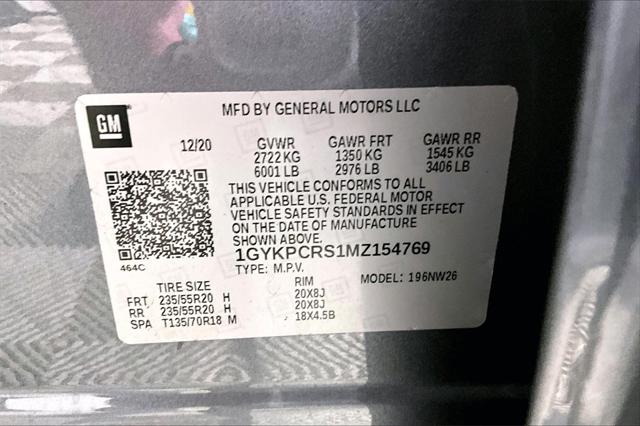 MFD BY GENERAL MOTORS LLC
GM
12/20 GVWR GAWR FRT GAWR RR
2722 KG 1350 KG 1545 KG
6001 LB 2976 LB 3406 LB
THIS VEHICLE CONFORMS TO ALL
APPLICABLE U.S. FEDERAL MOTOR
VEHICLE SAFETY STANDARDS IN EFFECT
ON THE DATE OF MANUFACTURE
SHOWN ABOVE.
1GYKPCRS1MZ154769
464C
TYPE: M.P.V. MODEL: 196NW26
TIRE SIZE RIM
FRT 235/55R20 H 20X8J
RR 235/55R20 H 20X8J
SPA T135/70R18 M 18X4.5B